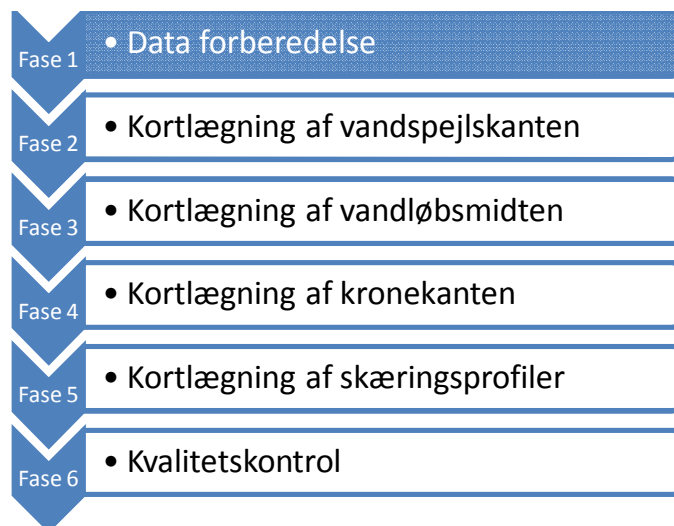 Fase 1
• Data forberedelse
Fase 2
• Kortlægning af vandspejlskanten
Fase 3
• Kortlægning af vandløbsmidten
Fase 4
• Kortlægning af kronekanten
Fase 5
• Kortlægning af skæringsprofiler
Fase 6
• Kvalitetskontrol